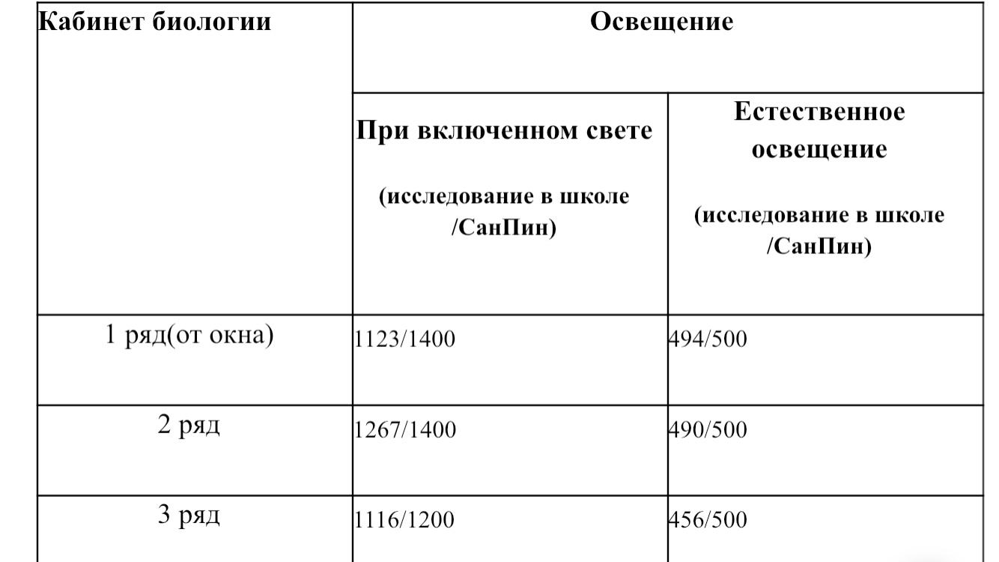 Кабинет биологии
Освещение
При включенном свете
(исследование в школе
/СанПин)
Естественное
освещение
(исследование в школе
/СанПин)
1 ряд(от окна)
1123/1400
494/500
2 ряд
1267/1400
490/500
3 ряд
1116/1200
456/500